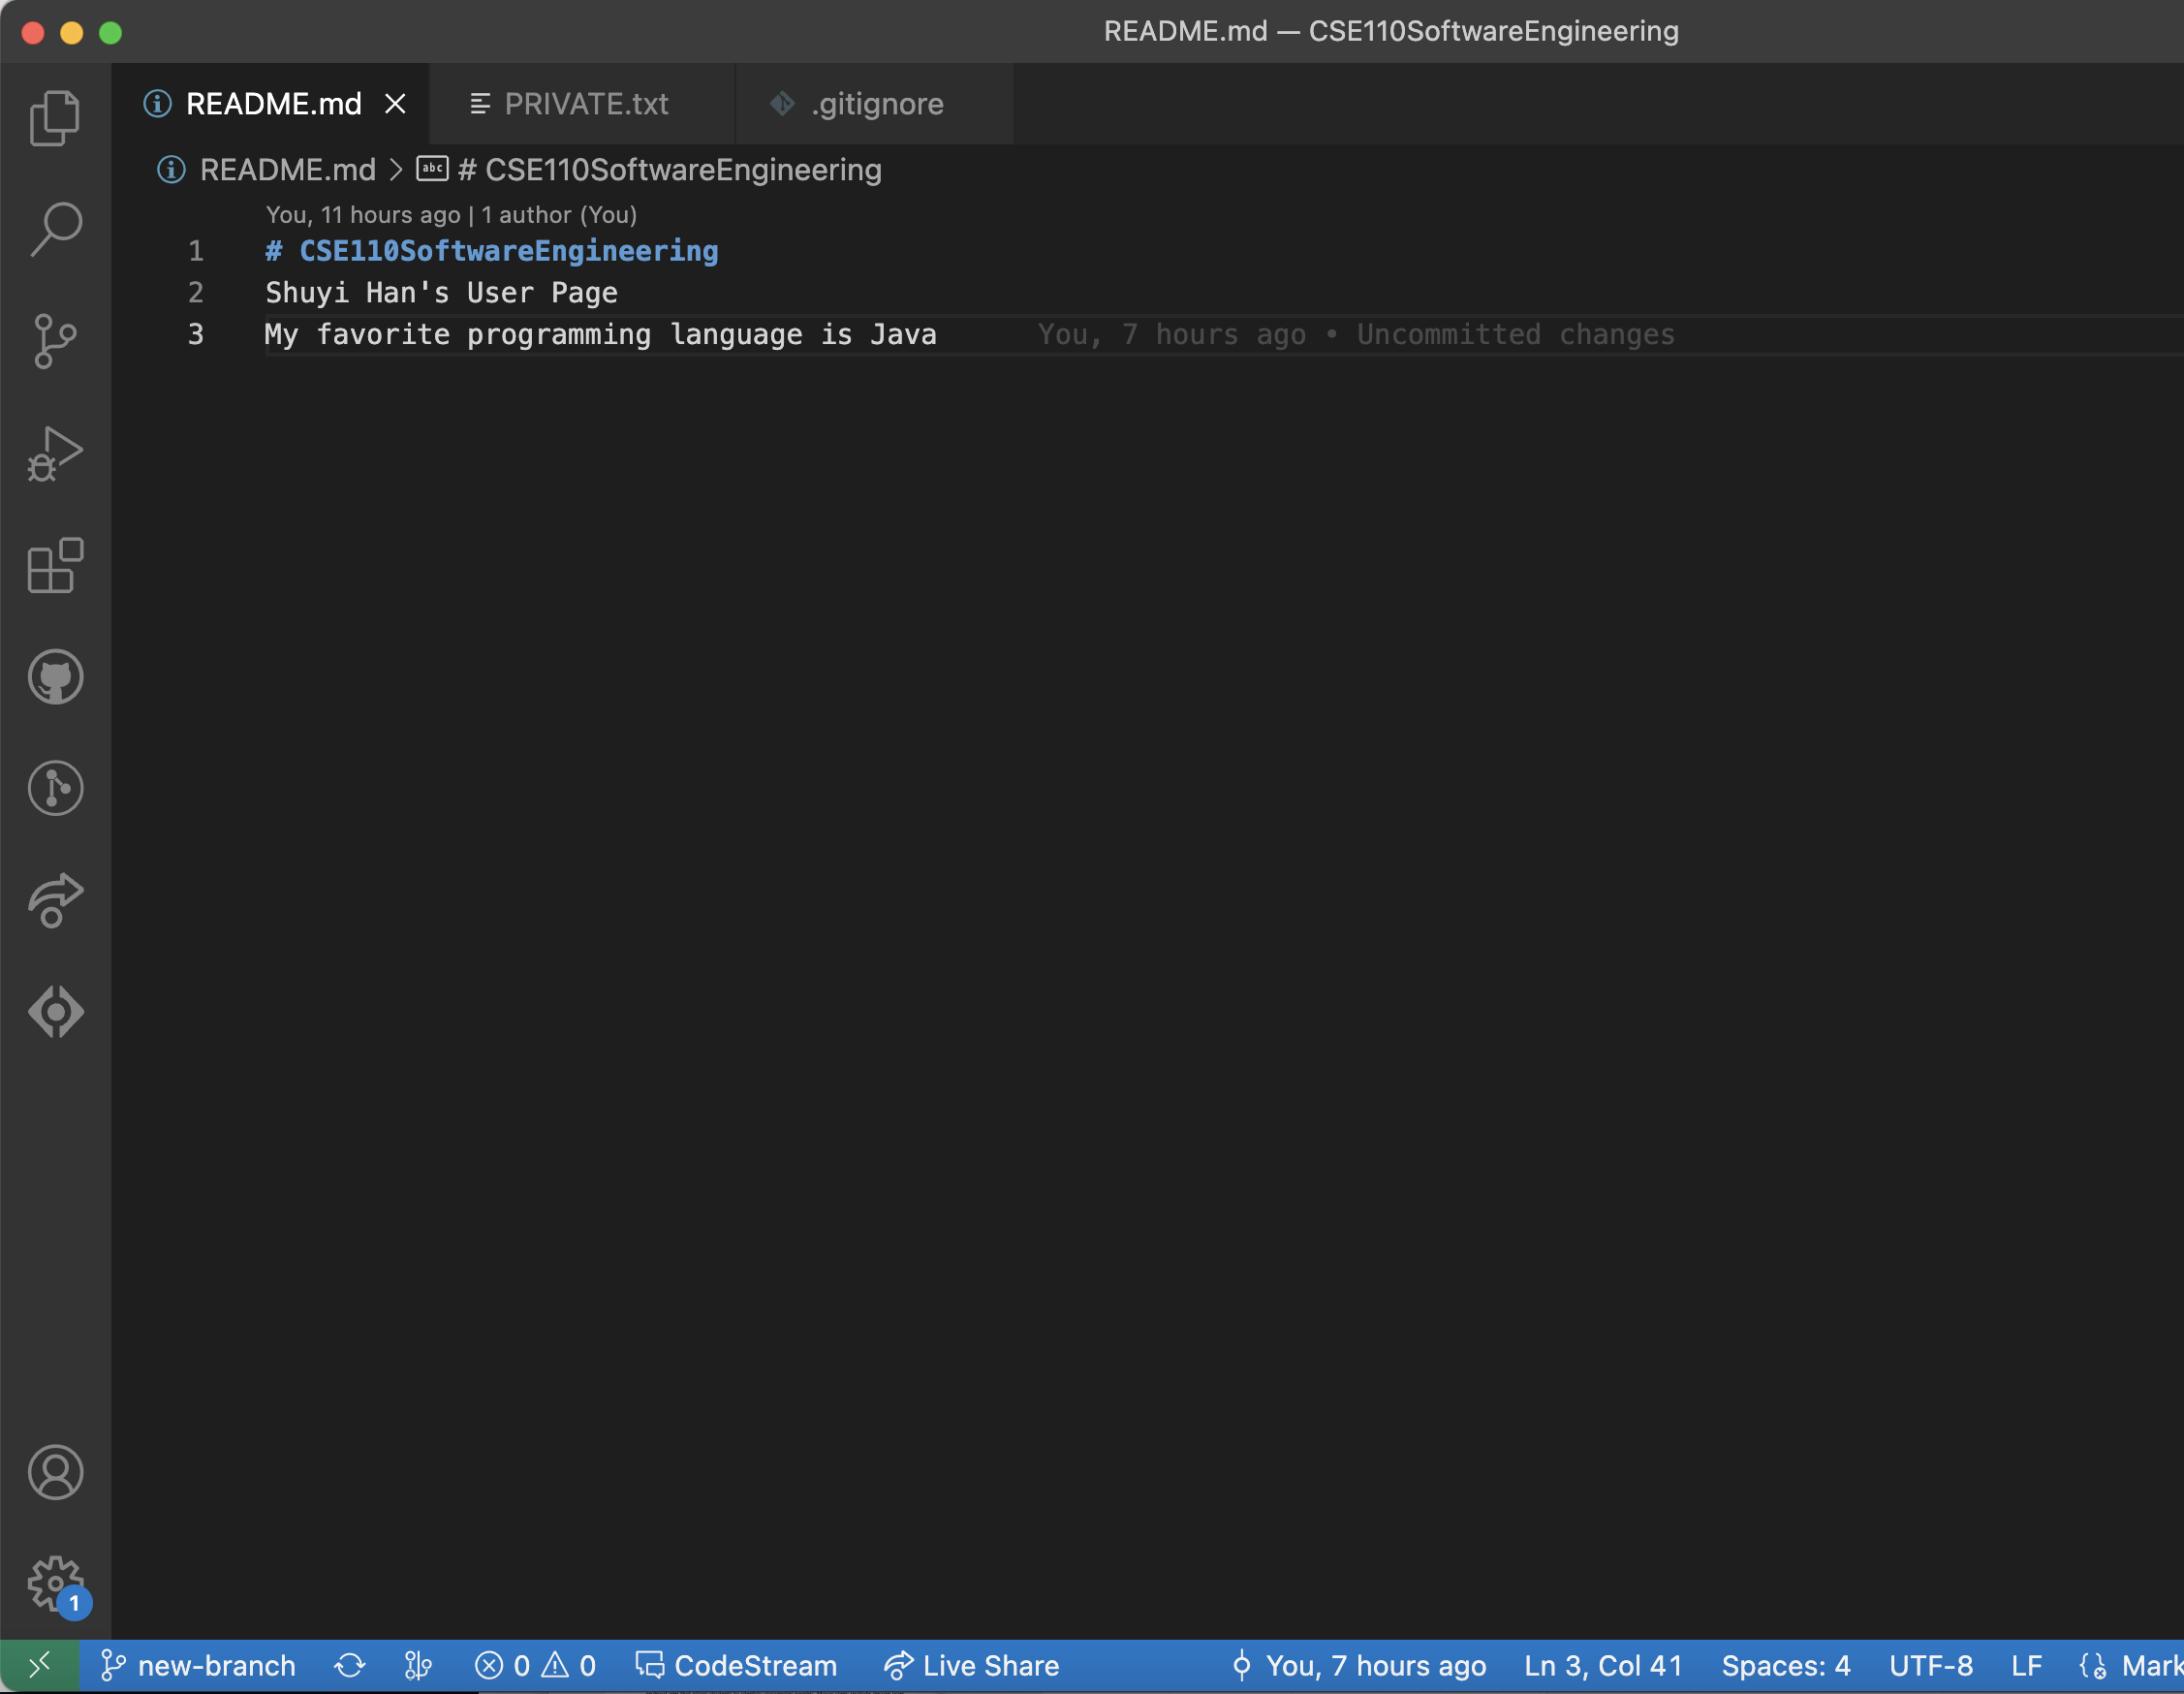 README.md — CSE110SoftwareEngineering
README.md PRIVATE.txt .gitignore
README.md > abc # CSE110SoftwareEngineering
You, 11 hours ago | 1 author (You)
1 # CSE110SoftwareEngineering
2 Shuyi Han's User Page
3 My favorite programming language is Java You, 7 hours ago • Uncommitted changes
1
new-branch 0 0 CodeStream Live Share You, 7 hours ago Ln 3, Col 41 Spaces: 4 UTF-8 LF Mark